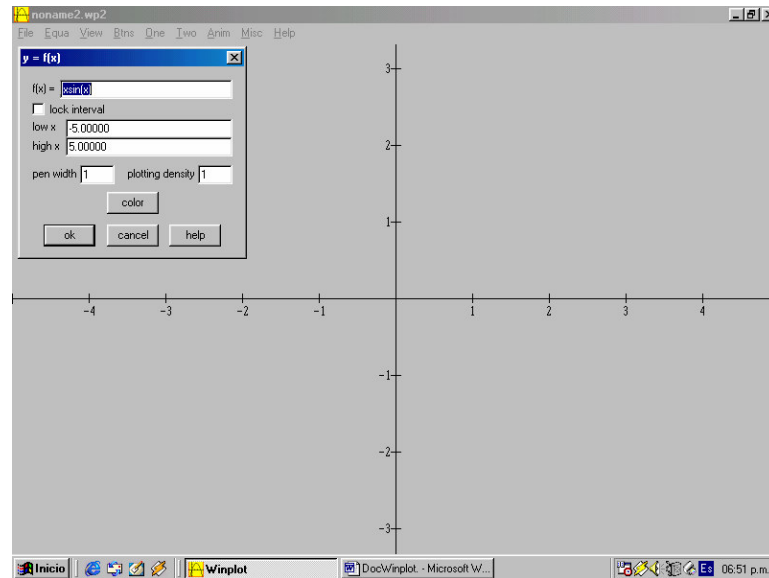 noname2.wp2
File Equa View Btns One Two Anim Misc Help
y = f(x)
f(x) = xsin(x)
lock interval
low x -5.00000
high x 5.00000
pen width 1 plotting density 1
color
ok cancel help
3
2
1
-4 -3 -2 -1 1 2 3 4
-1
-2
-3
Inicio Winplot DocWinplot. - Microsoft W... Es 06:51 p.m.